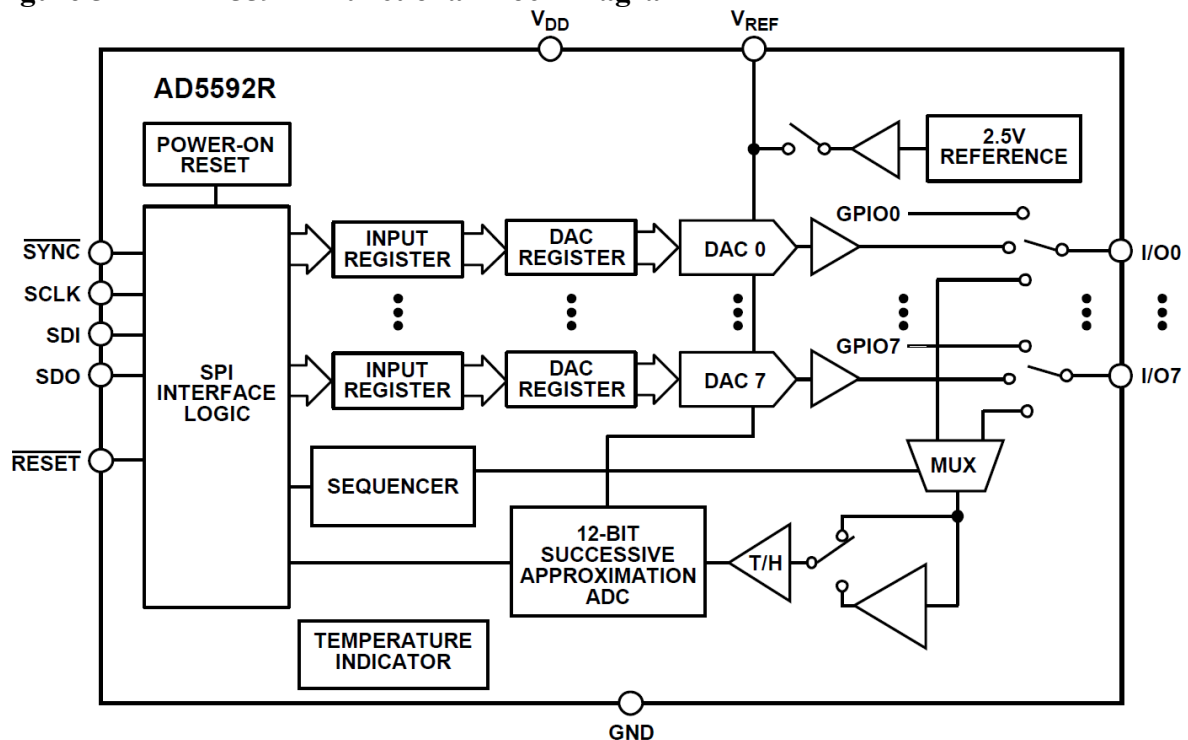 VDD
VREF
AD5592R
POWER-ON
RESET
2.5V
REFERENCE
GPIO0
SYNC
SCLK
SDI
SDO
RESET
SPI
INTERFACE
LOGIC
INPUT
REGISTER
DAC
REGISTER
DAC 0
I/O0
GPIO7
INPUT
REGISTER
DAC
REGISTER
DAC 7
I/O7
SEQUENCER
MUX
12-BIT
SUCCESSIVE
APPROXIMATION
ADC
T/H
TEMPERATURE
INDICATOR
GND